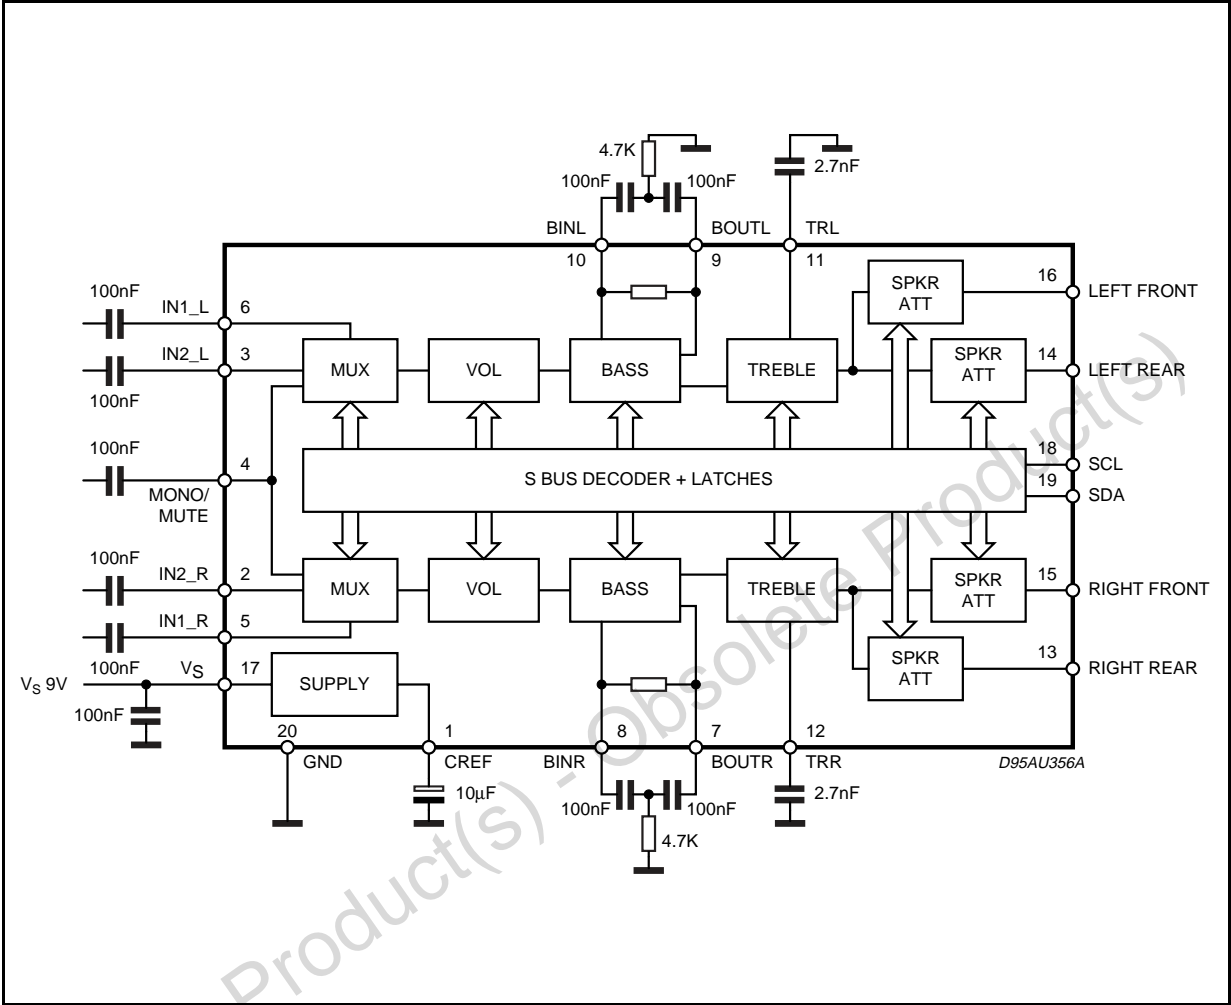 4.7K
2.7nF
100nF 100nF
BINL BOUTL TRL
10 9 11
100nF IN1_L 6
SPKR ATT 16 LEFT FRONT
IN2_L 3
100nF
MUX VOL BASS TREBLE
SPKR ATT 14 LEFT REAR
100nF 4
MONO/
MUTE
S BUS DECODER + LATCHES
18 SCL
19 SDA
100nF IN2_R 2
MUX VOL BASS TREBLE
SPKR ATT 15 RIGHT FRONT
IN1_R 5
100nF
SPKR ATT 13 RIGHT REAR
VS 9V VS 17 SUPPLY
100nF
20 1 8 7 12
GND CREF BINR BOUTR TRR
D95AU356A
10µF 100nF 100nF 2.7nF
4.7K
Product(s) - Obsolete Product(s)